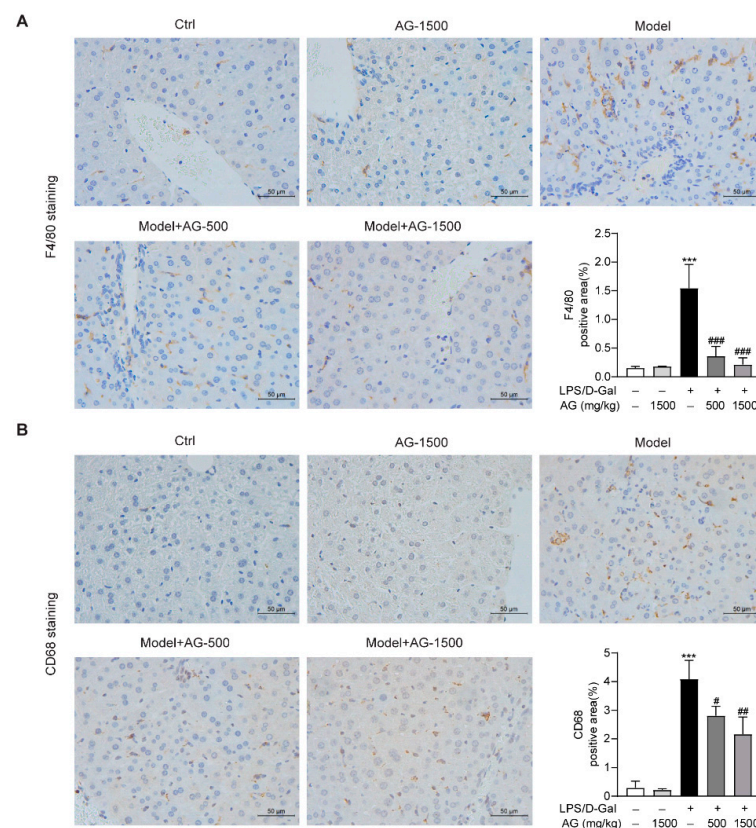 A
Ctrl
AG-1500
Model
F4/80 staining
50 μm
50 μm
50 μm
Model+AG-500
Model+AG-1500
50 μm
50 μm
F4/80
positive area(%)
2.5
2.0
1.5
1.0
0.5
0.0
***
###
###
LPS/D-Gal – – + + +
AG (mg/kg) – 1500 – 500 1500
B
Ctrl
AG-1500
Model
CD68 staining
50 μm
50 μm
50 μm
Model+AG-500
Model+AG-1500
50 μm
50 μm
CD68
positive area(%)
5
4
3
2
1
0
***
#
##
LPS/D-Gal – – + + +
AG (mg/kg) – 1500 – 500 1500